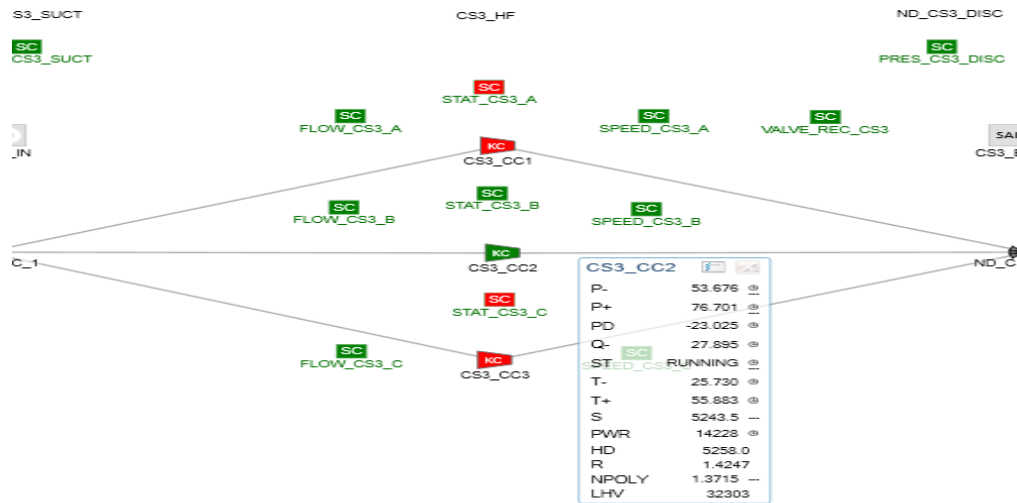 S3_SUCT
CS3_HF
ND_CS3_DISC
SC
CS3_SUCT
SC
PRES_CS3_DISC
SC
STAT_CS3_A
SC
FLOW_CS3_A
SC
SPEED_CS3_A
SC
VALVE_REC_CS3
_IN
KC
CS3_CC1
SAI
CS3_E
SC
FLOW_CS3_B
SC
STAT_CS3_B
SC
SPEED_CS3_B
C_1
KC
CS3_CC2
ND_C
SC
STAT_CS3_C
SC
FLOW_CS3_C
KC
CS3_CC3
SC
CS3_CC2
P- 53.676
P+ 76.701
PD -23.025
Q- 27.895
ST RUNNING
T- 25.730
T+ 55.883
S 5243.5 ---
PWR 14228
HD 5258.0
R 1.4247
NPOLY 1.3715 ---
LHV 32303